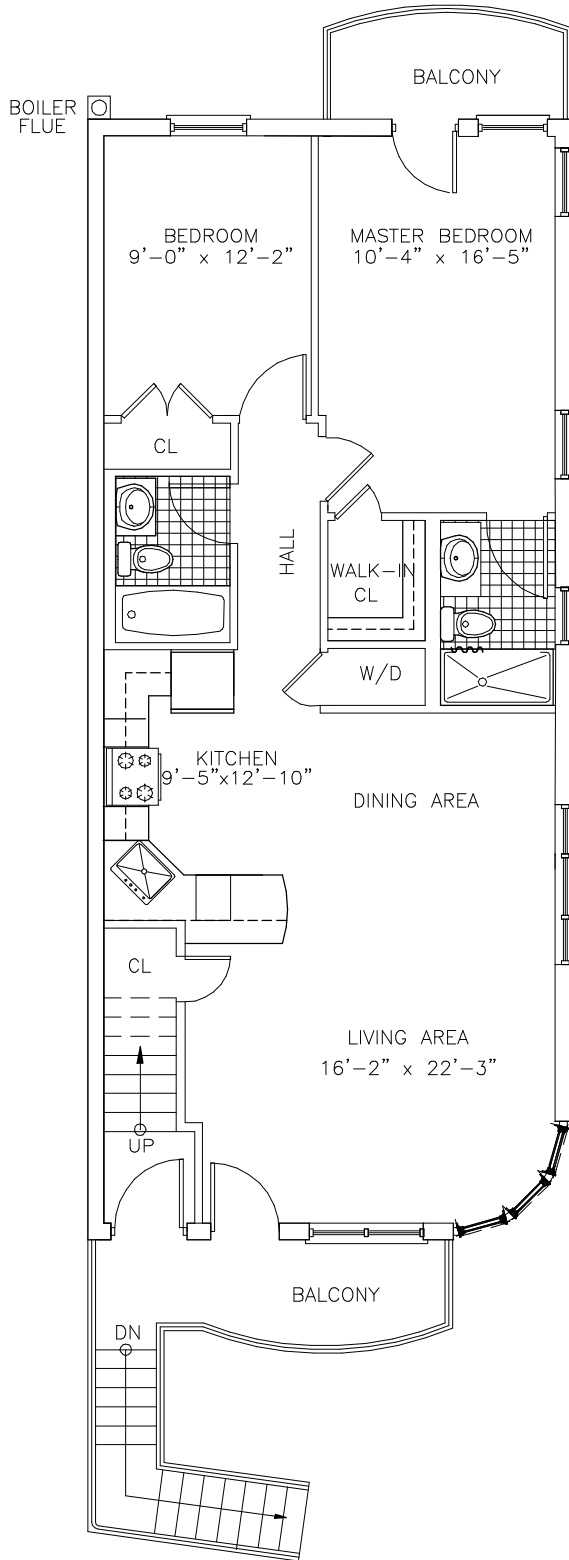 BALCONY
BOILER
FLUE
BEDROOM
9'-0" x 12'-2"
MASTER BEDROOM
10'-4" x 16'-5"
CL
HALL
WALK-IN
CL
W/D
KITCHEN
9'-5"x12'-10"
DINING AREA
CL
LIVING AREA
16'-2" x 22'-3"
UP
BALCONY
DN